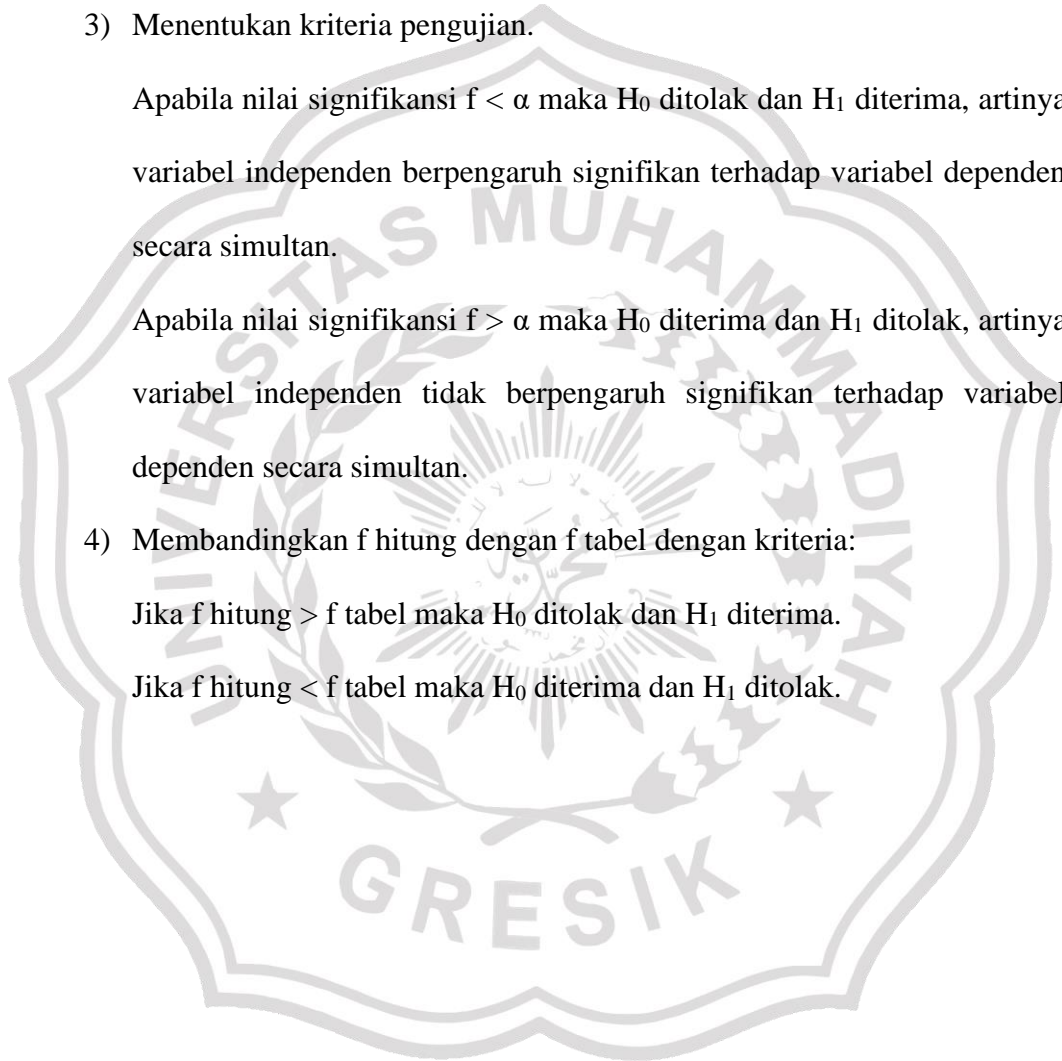 3) Menentukan kriteria pengujian.
Apabila nilai signifikansi f < α maka H₀ ditolak dan H₁ diterima, artinya
variabel independen berpengaruh signifikan terhadap variabel dependen
secara simultan.
Apabila nilai signifikansi f > α maka H₀ diterima dan H₁ ditolak, artinya
variabel independen tidak berpengaruh signifikan terhadap variabel
dependen secara simultan.
4) Membandingkan f hitung dengan f tabel dengan kriteria:
Jika f hitung > f tabel maka H₀ ditolak dan H₁ diterima.
Jika f hitung < f tabel maka H₀ diterima dan H₁ ditolak.
UNIVERSITAS MUHAMMADIYAH
GRESIK